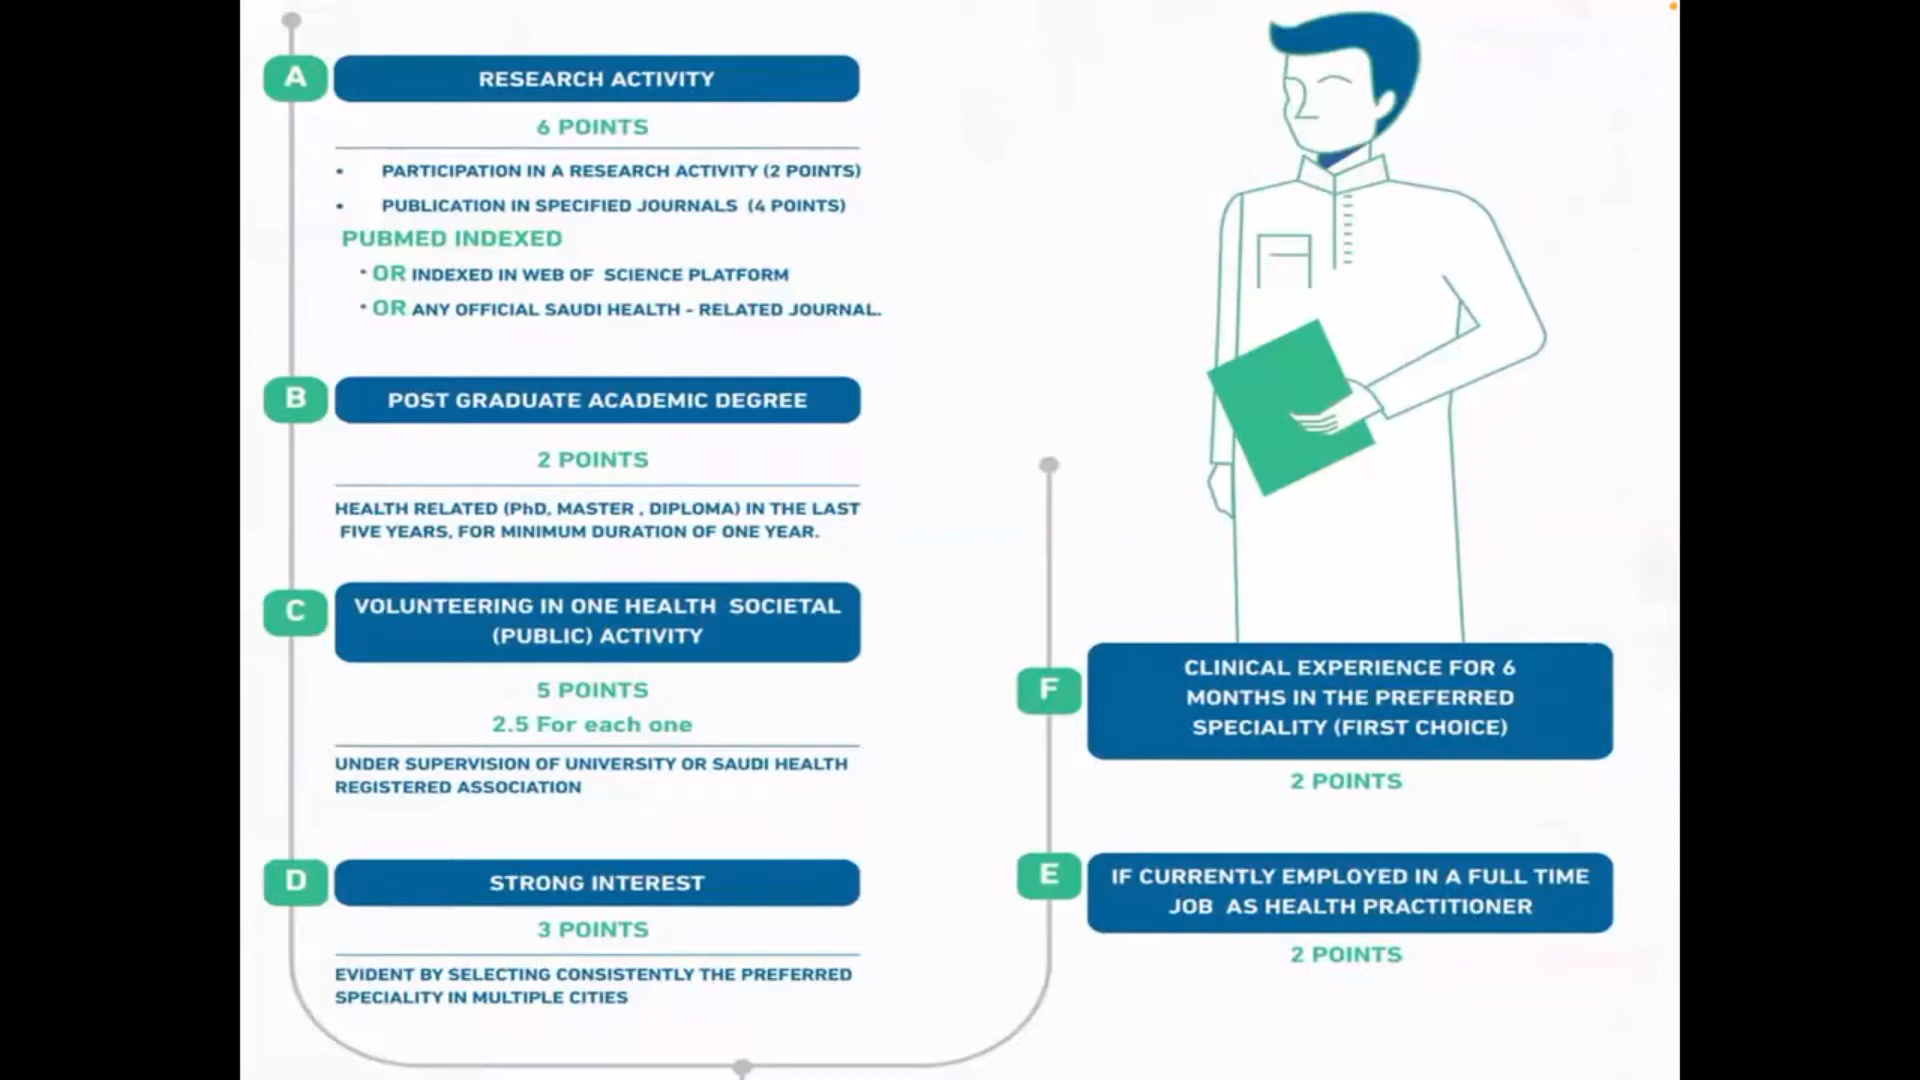 A
RESEARCH ACTIVITY
6 POINTS
• PARTICIPATION IN A RESEARCH ACTIVITY (2 POINTS)
• PUBLICATION IN SPECIFIED JOURNALS (4 POINTS)
PUBMED INDEXED
• OR INDEXED IN WEB OF SCIENCE PLATFORM
• OR ANY OFFICIAL SAUDI HEALTH - RELATED JOURNAL.
B
POST GRADUATE ACADEMIC DEGREE
2 POINTS
HEALTH RELATED (PhD, MASTER , DIPLOMA) IN THE LAST
FIVE YEARS, FOR MINIMUM DURATION OF ONE YEAR.
C
VOLUNTEERING IN ONE HEALTH SOCIETAL
(PUBLIC) ACTIVITY
5 POINTS
2.5 For each one
UNDER SUPERVISION OF UNIVERSITY OR SAUDI HEALTH
REGISTERED ASSOCIATION
D
STRONG INTEREST
3 POINTS
EVIDENT BY SELECTING CONSISTENTLY THE PREFERRED
SPECIALITY IN MULTIPLE CITIES
F
CLINICAL EXPERIENCE FOR 6
MONTHS IN THE PREFERRED
SPECIALITY (FIRST CHOICE)
2 POINTS
E
IF CURRENTLY EMPLOYED IN A FULL TIME
JOB AS HEALTH PRACTITIONER
2 POINTS